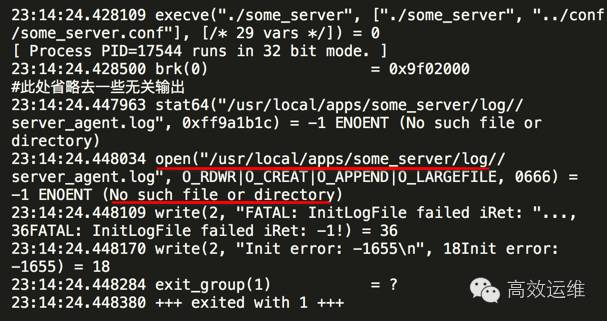 23:14:24.428109 execve("./some_server", ["./some_server", "../conf
/some_server.conf"], [/* 29 vars */]) = 0
[ Process PID=17544 runs in 32 bit mode. ]
23:14:24.428500 brk(0)                  = 0x9f02000
#此处省略去一些无关输出
23:14:24.447963 stat64("/usr/local/apps/some_server/log//
server_agent.log", 0xff9a1b1c) = -1 ENOENT (No such file or
directory)
23:14:24.448034 open("/usr/local/apps/some_server/log//
server_agent.log", O_RDWR|O_CREAT|O_APPEND|O_LARGEFILE, 0666) =
-1 ENOENT (No such file or directory)
23:14:24.448109 write(2, "FATAL: InitLogFile failed iRet: "...,
36FATAL: InitLogFile failed iRet: -1!) = 36
23:14:24.448170 write(2, "Init error: -1655\n", 18Init error:
-1655) = 18
23:14:24.448284 exit_group(1)           = ?
23:14:24.448380 +++ exited with 1 +++
高效运维